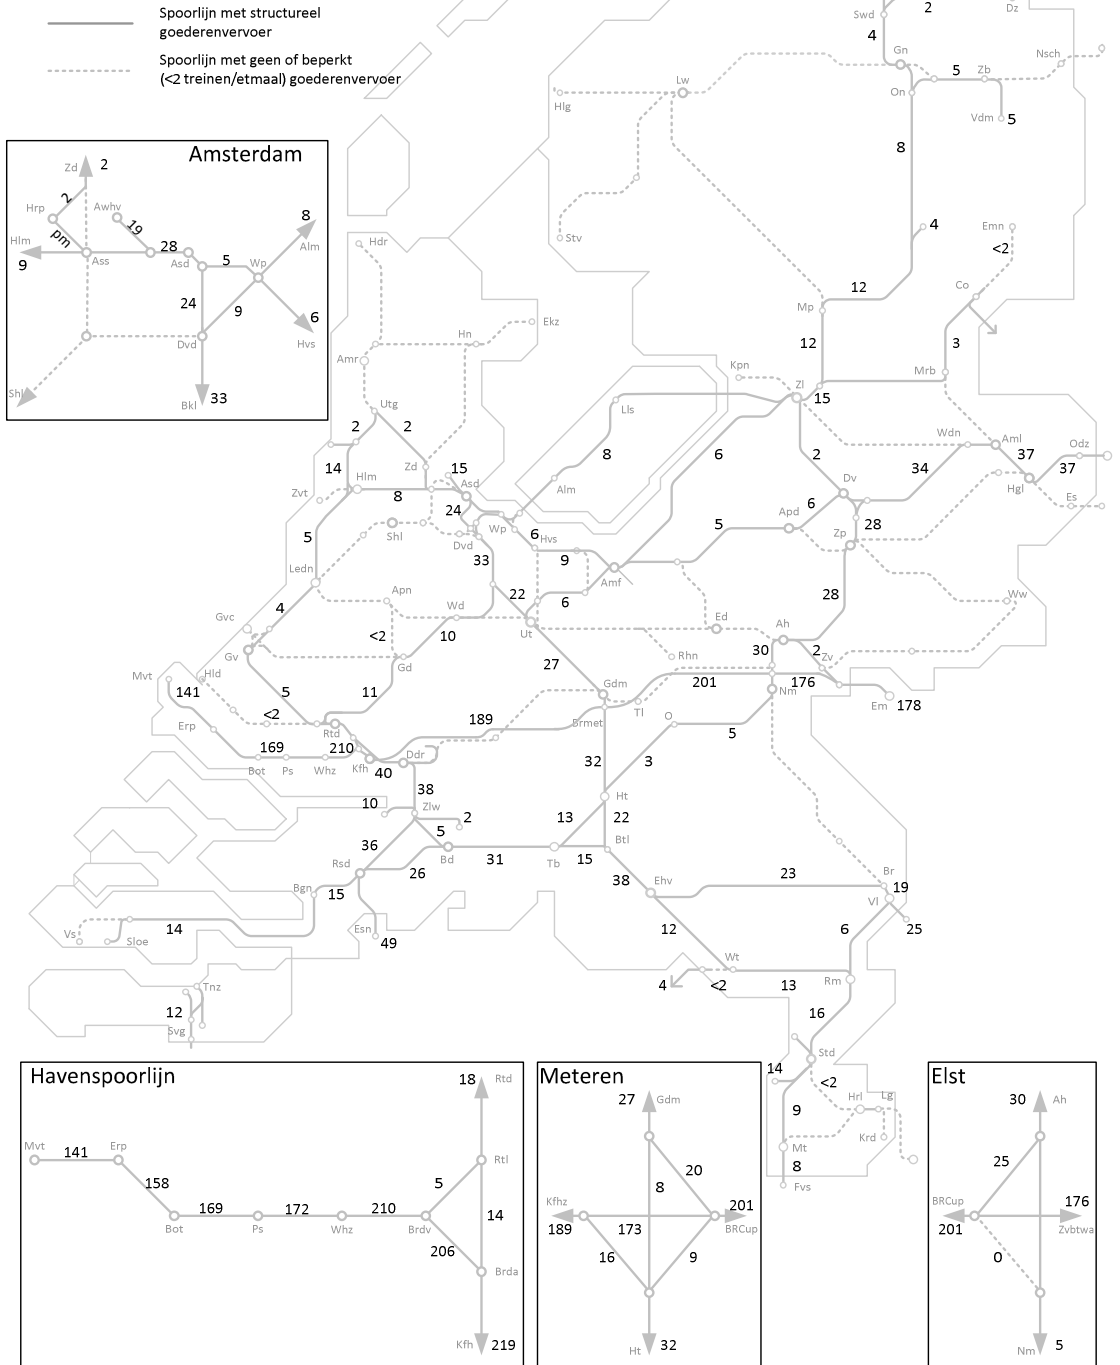 Spoorlijn met structureel
goederenvervoer
Spoorlijn met geen of beperkt
(<2 treinen/etmaal) goederenvervoer
Swd
2
Dz
4
Gn
Nsch
5
Zb
On
Vdm
5
Lw
Hlg
8
Stv
4
Emn
<2
Co
12
Mp
12
3
Mrb
Kpn
Zl
15
Amsterdam
Zd
2
2
Hrp
Awhv
19
pm
8
Alm
Hlm
9
Ass
28
Asd
5
Wp
24
9
6
Hvs
Dvd
Shl
Bkl
33
Hdr
Ekz
Hn
Amr
Utg
2
2
14
Zd
15
Hlm
8
Asd
Zvt
24
Lls
8
Alm
6
2
Wdn
Aml
37
Odz
37
34
Hgl
Es
Dv
6
Apd
28
Zp
5
5
Shl
Dvd
Wp
6
Hvs
33
9
Amf
Ledn
4
Apn
Wd
22
6
28
Ww
Gvc
Gv
<2
10
Ut
Ed
Ah
Gd
27
Rhn
30
2
Zv
Mvt
141
Hld
5
11
201
176
Nm
Em
178
Gdm
Tl
Erp
<2
Rtd
189
Brmet
O
5
169
210
Bot
Ps
Whz
Kfh
40
Ddr
32
3
38
10
Zlw
2
Ht
13
22
5
36
Rsd
26
Bd
31
Tb
15
Btl
38
Ehv
23
Br
19
Vl
25
Bgn
15
14
Vs
Sloe
Esn
49
12
6
Wt
4
<2
13
Rm
Tnz
12
Svg
16
Std
14
<2
9
Hrl
Lg
Krd
Mt
8
Fvs
Havenspoorlijn
18
Rtd
Mvt
141
Erp
158
Rtl
5
169
172
210
14
Bot
Ps
Whz
Brdv
206
Brda
Kfh
219
Meteren
27
Gdm
20
8
Kfhz
201
189
173
BRCup
16
9
Ht
32
Elst
30
Ah
25
BRCup
176
201
Zvbtwa
0
Nm
5